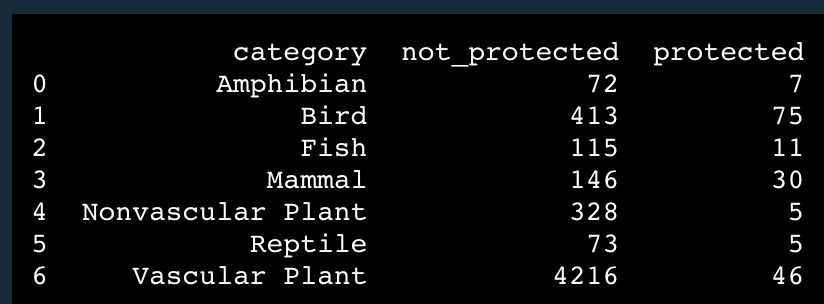 category not_protected protected
0 Amphibian 72 7
1 Bird 413 75
2 Fish 115 11
3 Mammal 146 30
4 Nonvascular Plant 328 5
5 Reptile 73 5
6 Vascular Plant 4216 46